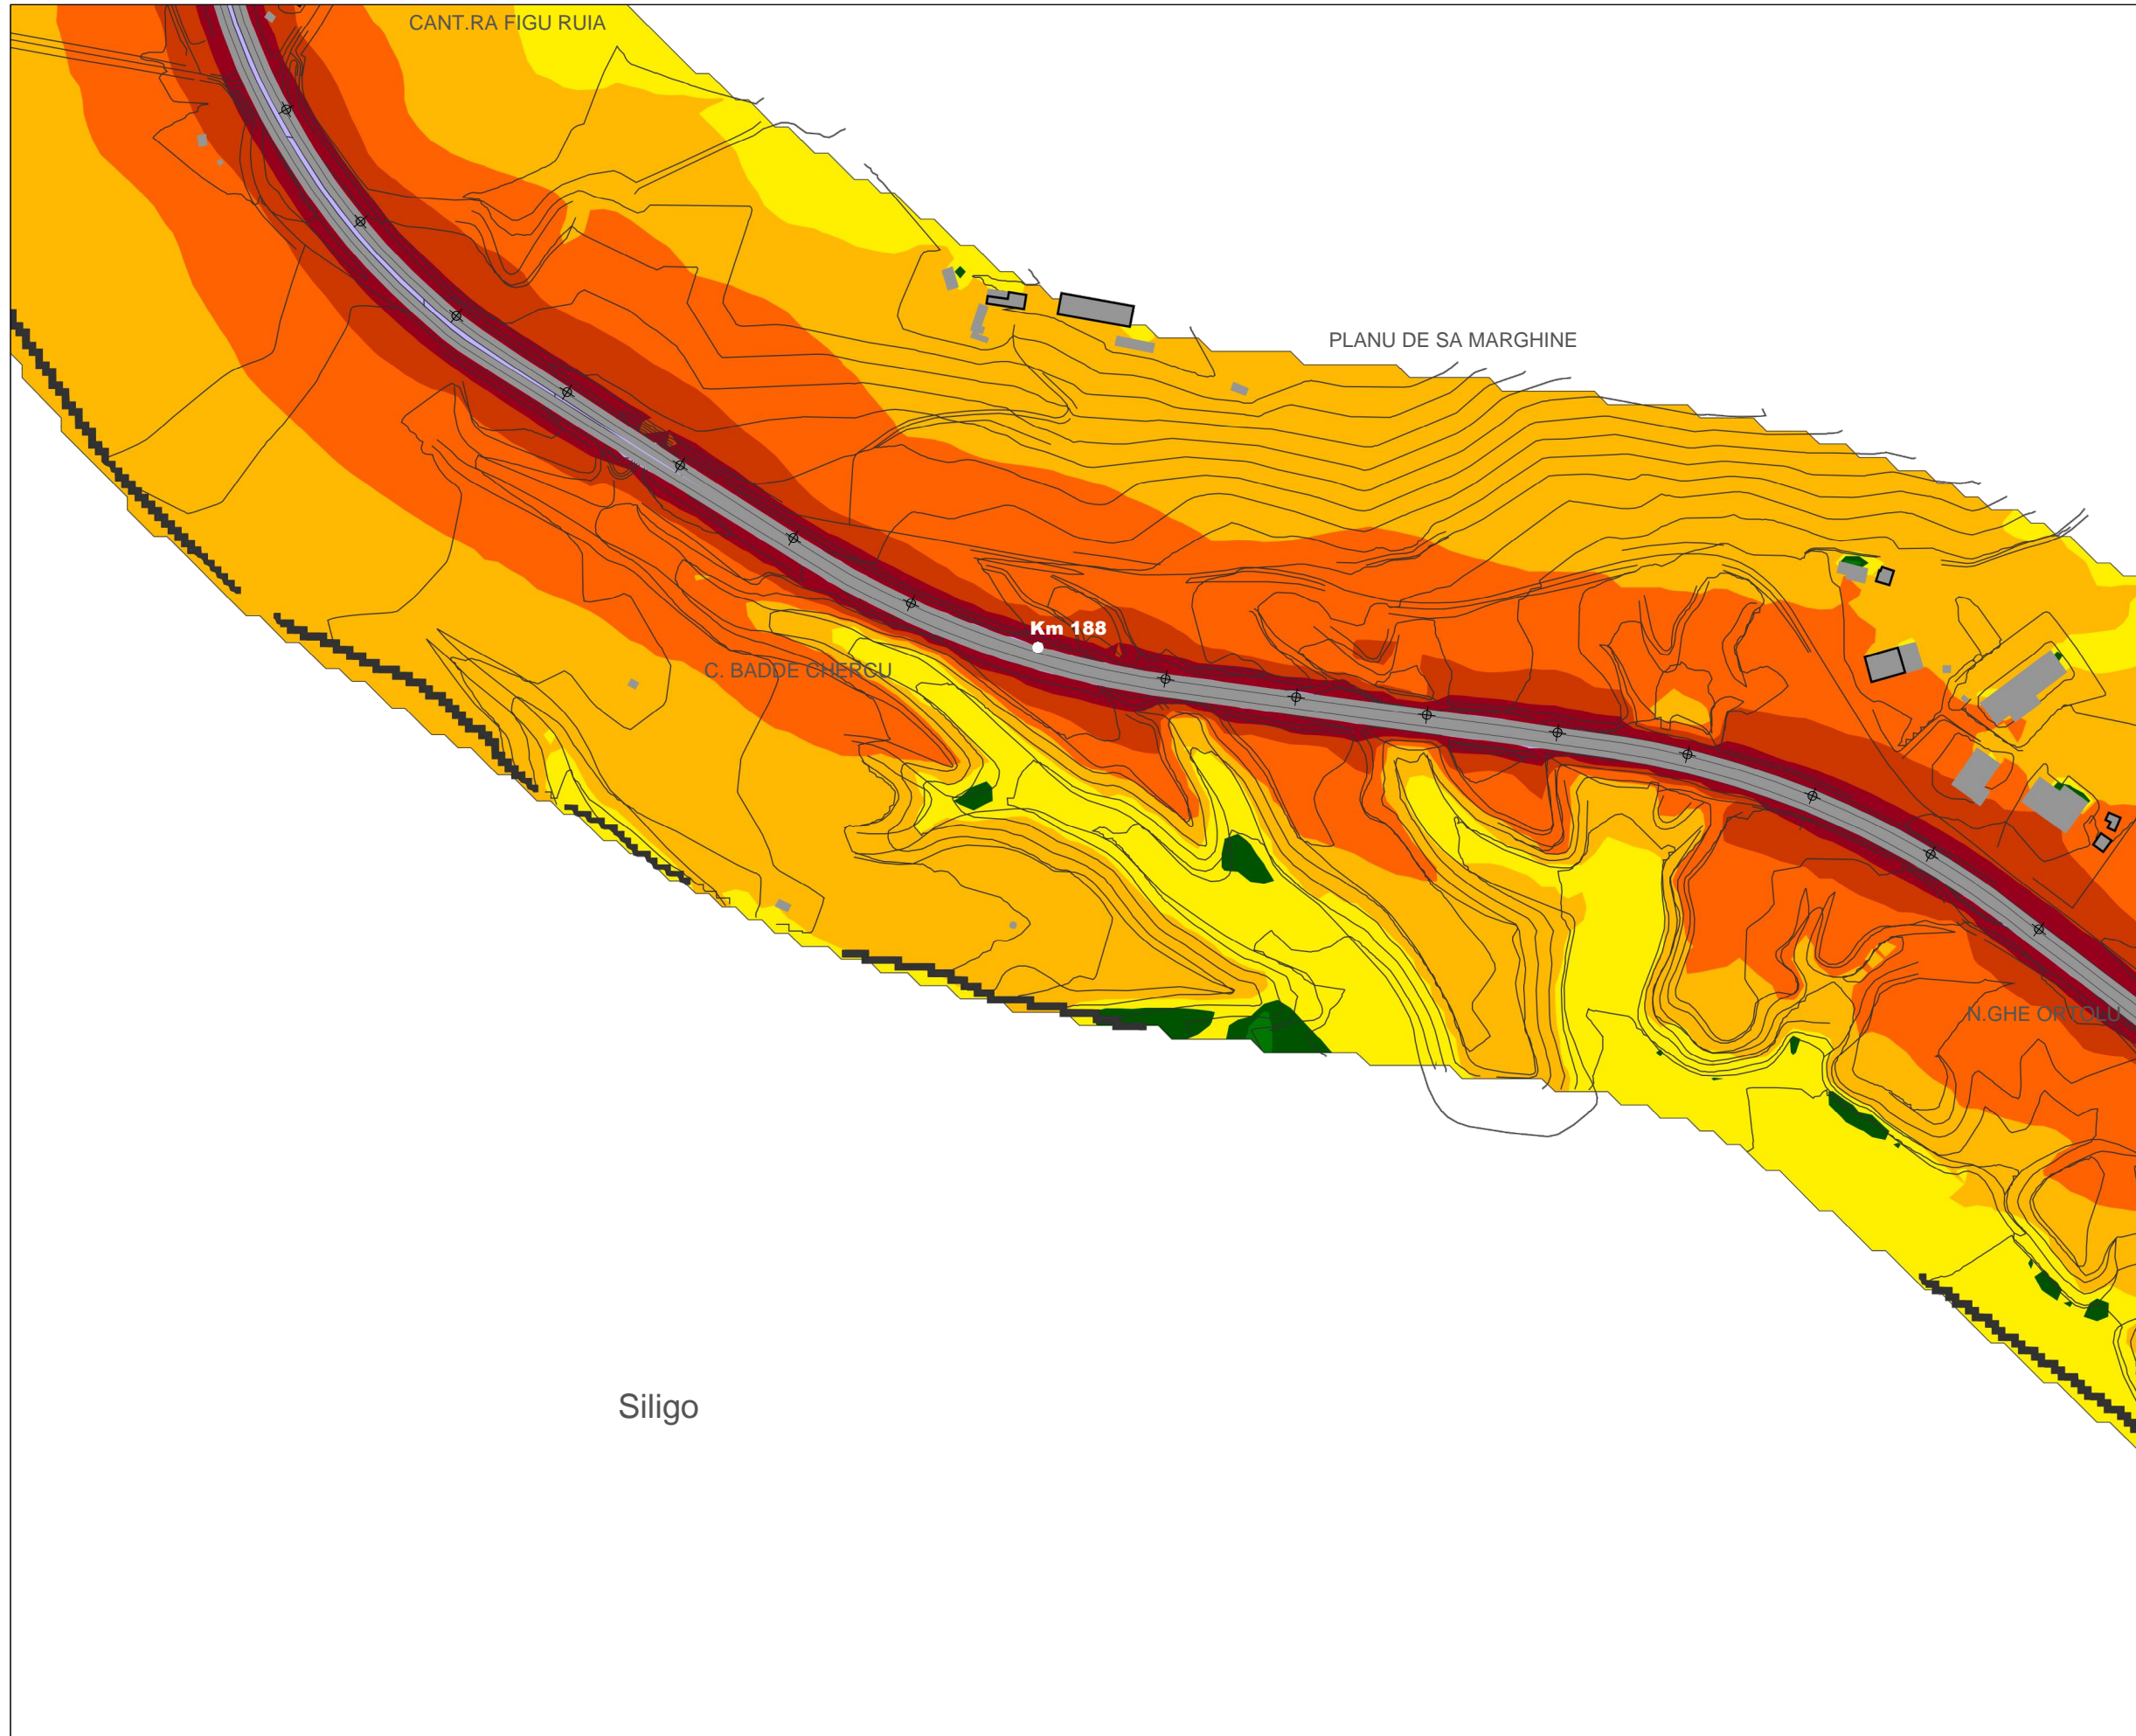 CANT.RA FIGU RUIA
PLANU DE SA MARGHINE
Km 188
C. BADDE CHERCU
N.GHE ORTOLU
Siligo